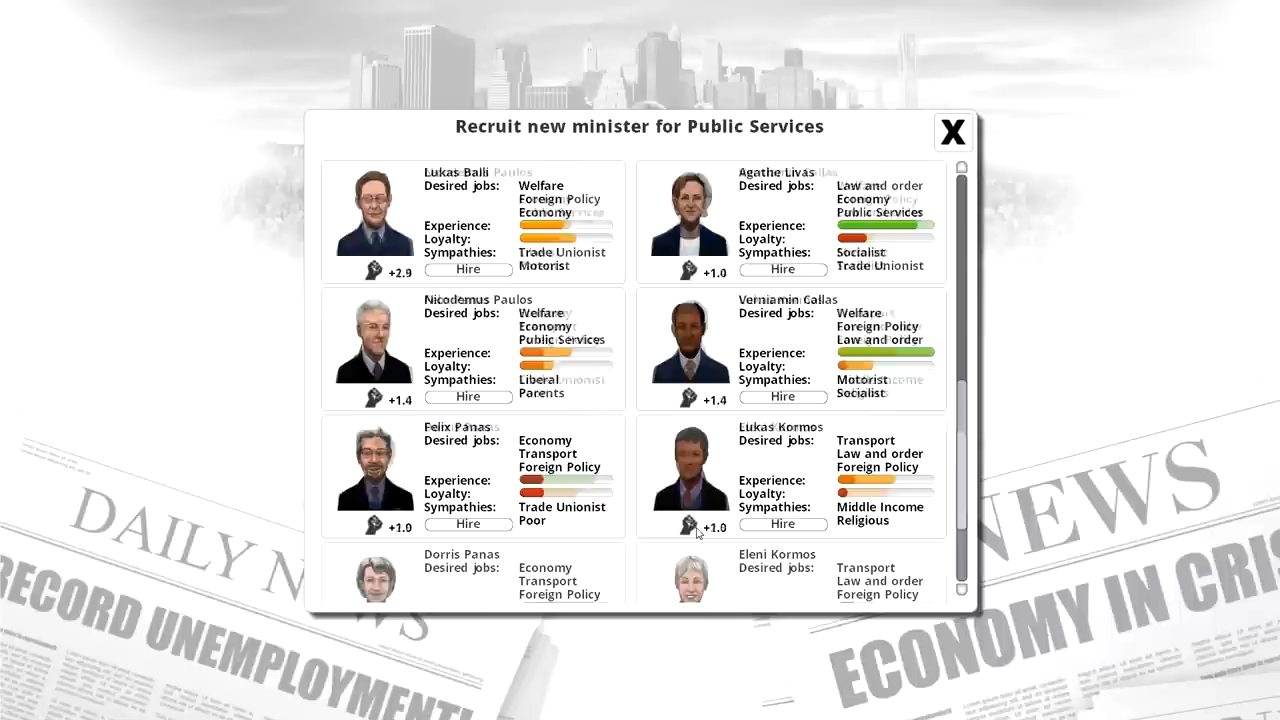 Recruit new minister for Public Services
X
Lukas Balli
Desired jobs:
Welfare
Foreign Policy
Economy
Experience:
Loyalty:
Sympathies:
Trade Unionist
Motorist
+2.9
Hire
Agathe Livas
Desired jobs:
Law and order
Economy
Public Services
Experience:
Loyalty:
Sympathies:
Socialist
Trade Unionist
+1.0
Hire
Nicodemus Paulos
Desired jobs:
Welfare
Economy
Public Services
Experience:
Loyalty:
Sympathies:
Liberal
Parents
+1.4
Hire
Desired jobs:
Welfare
Foreign Policy
Law and order
Experience:
Loyalty:
Sympathies:
Motorist
Socialist
+1.4
Hire
Felix Panas
Desired jobs:
Economy
Transport
Foreign Policy
Experience:
Loyalty:
Sympathies:
Trade Unionist
Poor
+1.0
Hire
Lukas Kormos
Desired jobs:
Transport
Law and order
Foreign Policy
Experience:
Loyalty:
Sympathies:
Middle Income
Religious
+1.0
Hire
Dorris Panas
Desired jobs:
Economy
Transport
Foreign Policy
Eleni Kormos
Desired jobs:
Transport
Law and order
Foreign Policy
DAILY NEWS
RECORD UNEMPLOYMENT!
NEWS
ECONOMY IN CRIS